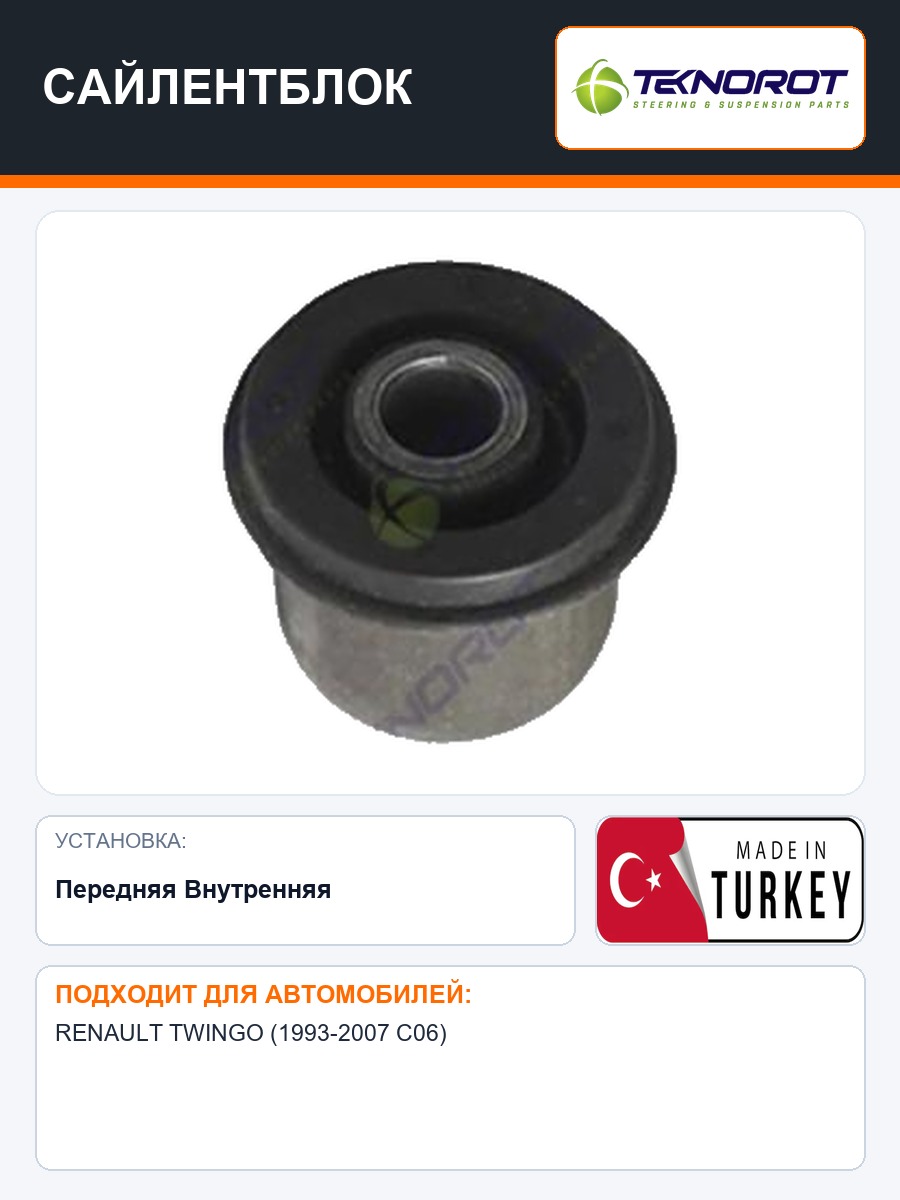 САЙЛЕНТБЛОК
TEKNOROT
STEERING & SUSPENSION PARTS
УСТАНОВКА:
Передняя Внутренняя
MADE IN
TURKEY
ПОДХОДИТ ДЛЯ АВТОМОБИЛЕЙ:
RENAULT TWINGO (1993-2007 C06)